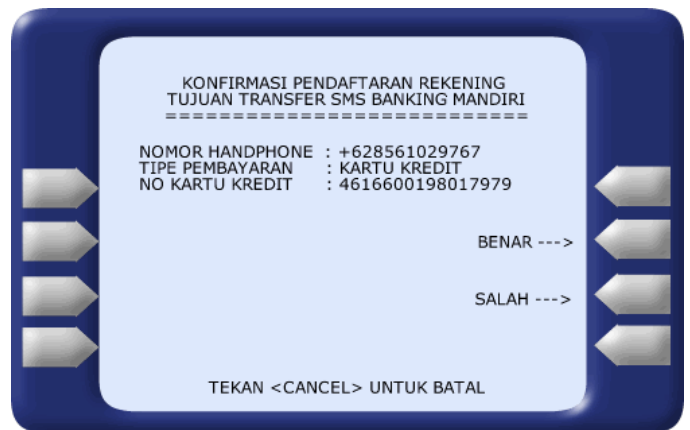 KONFIRMASI PENDAFTARAN REKENING
TUJUAN TRANSFER SMS BANKING MANDIRI
===========================
NOMOR HANDPHONE : +628561029767
TIPE PEMBAYARAN : KARTU KREDIT
NO KARTU KREDIT : 4616600198017979
BENAR --->
SALAH --->
TEKAN <CANCEL> UNTUK BATAL